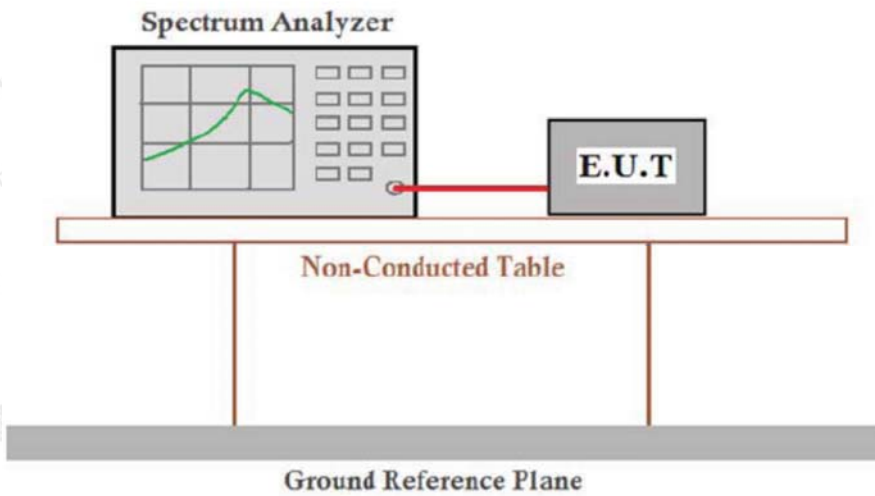 Spectrum Analyzer
E.U.T
Non-Conducted Table
Ground Reference Plane